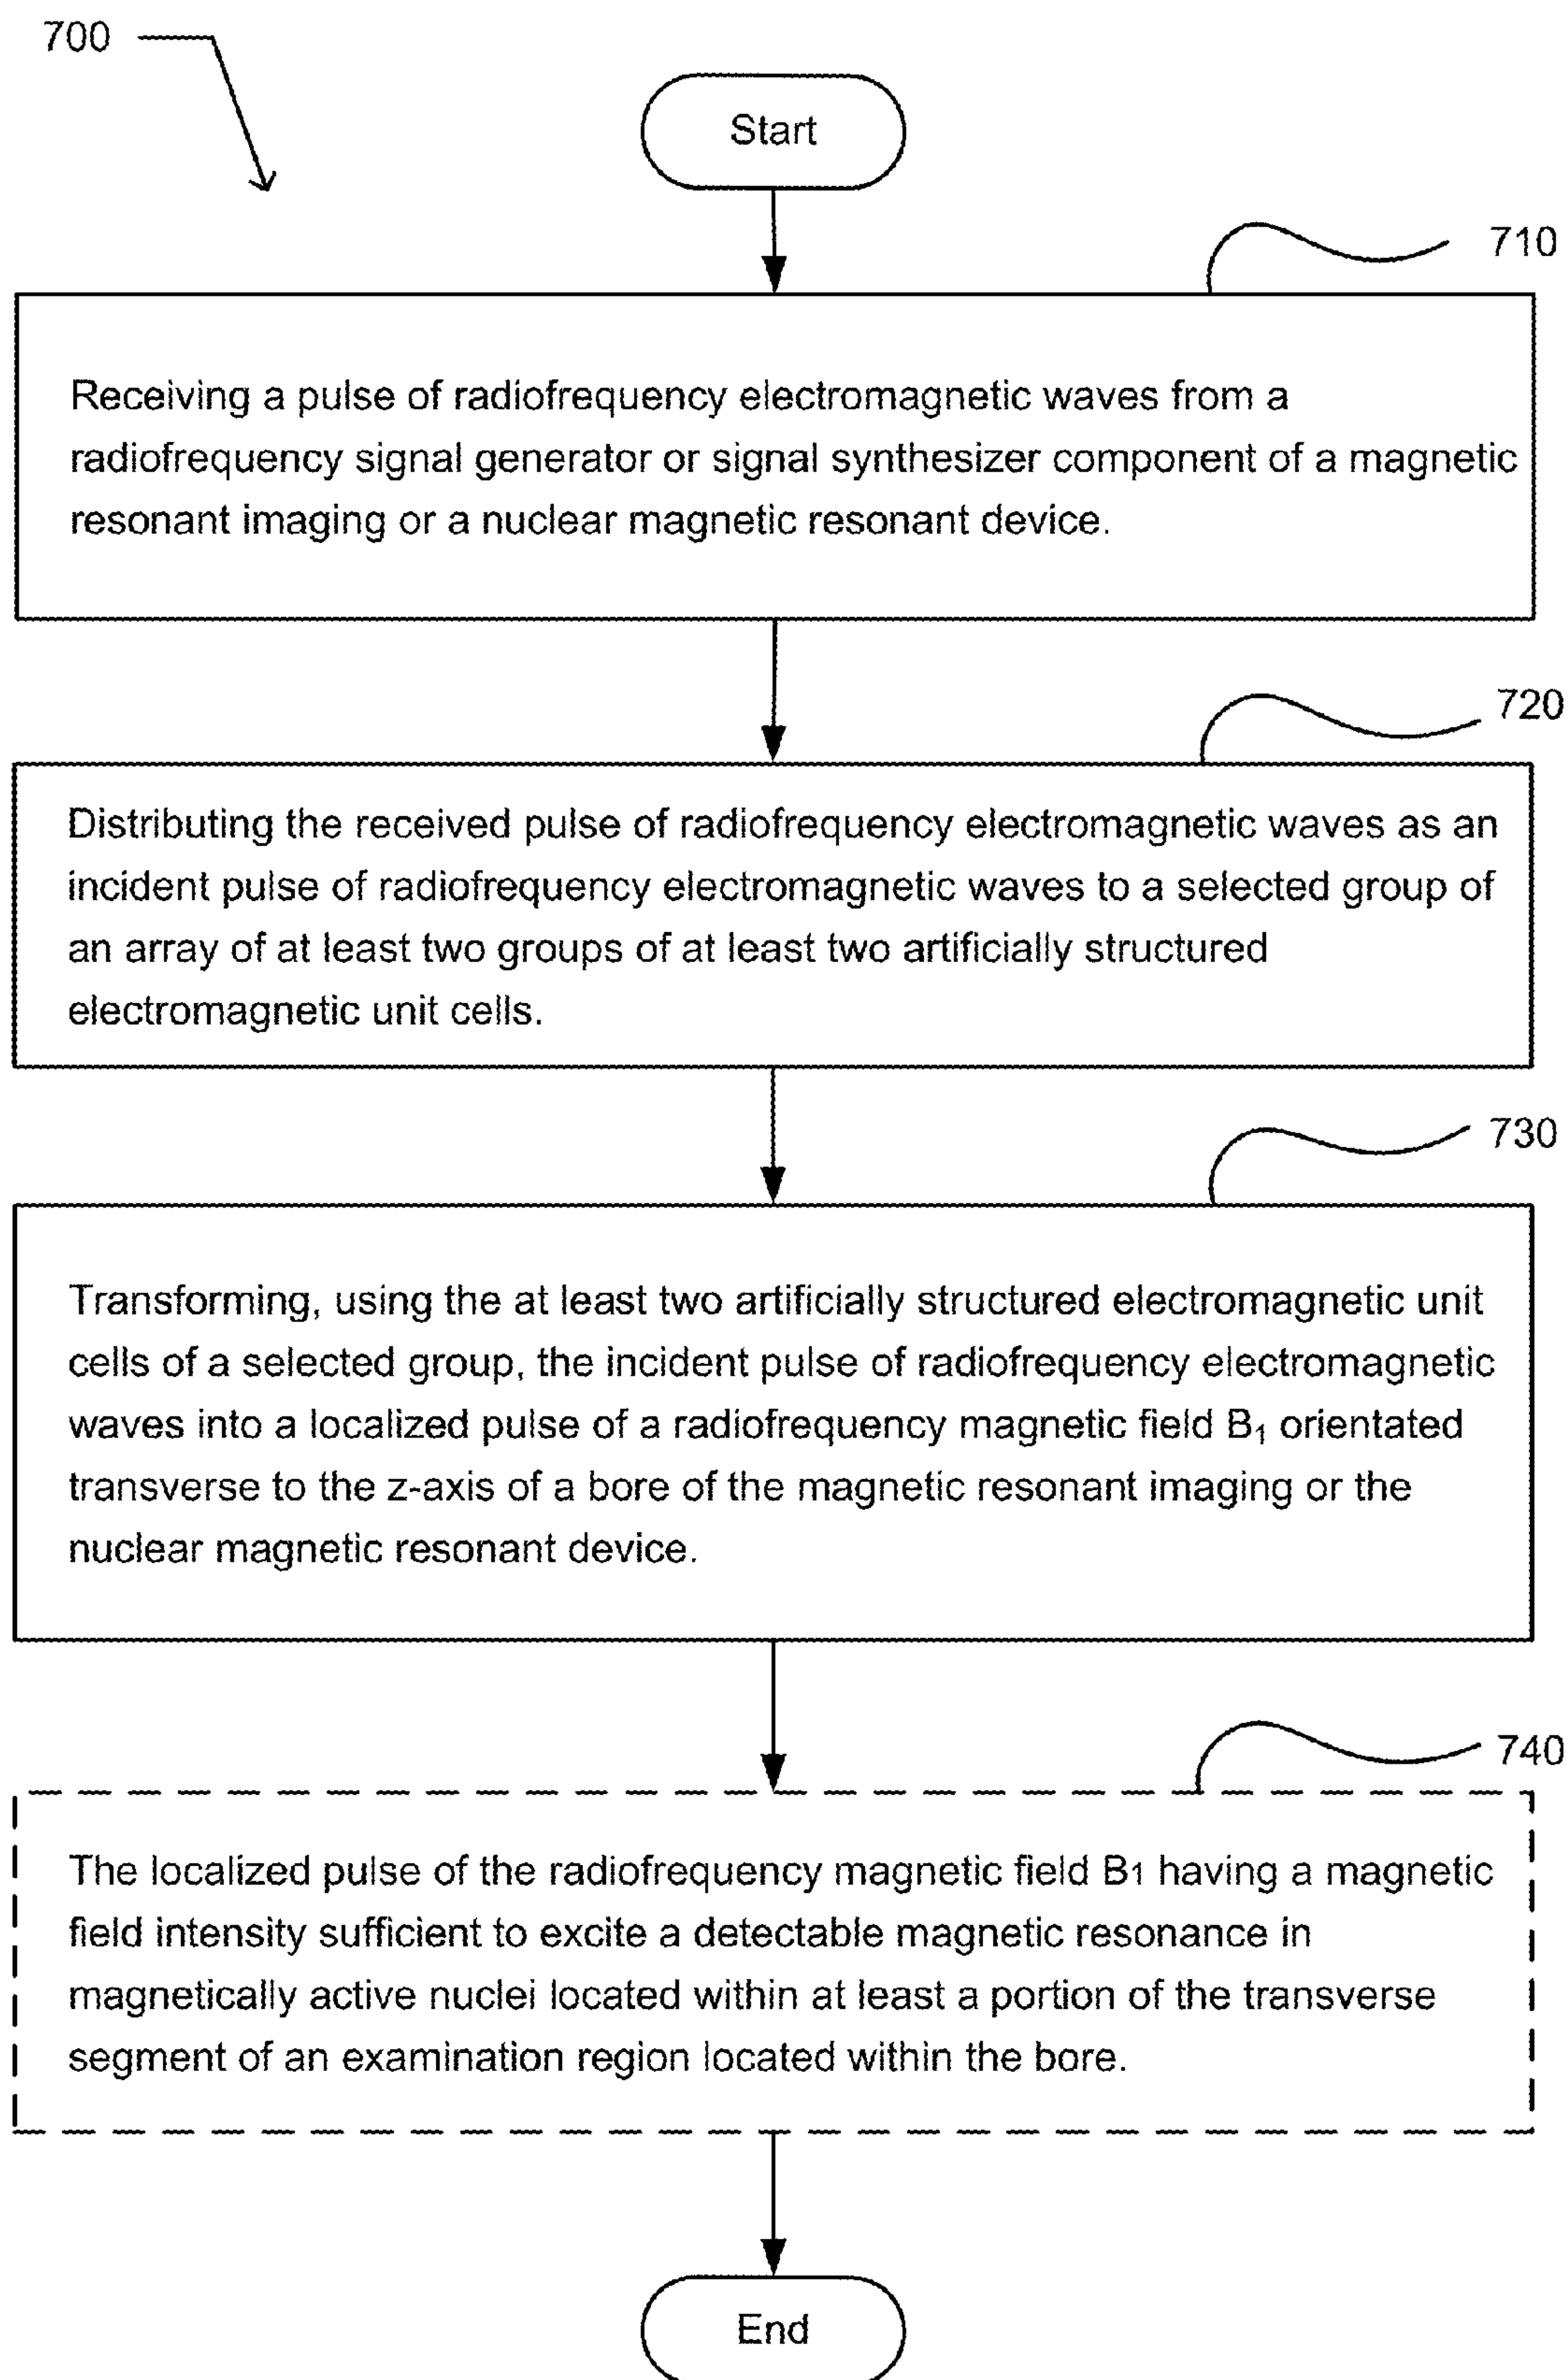 700
Start
710
Receiving a pulse of radiofrequency electromagnetic waves from a
radiofrequency signal generator or signal synthesizer component of a magnetic
resonant imaging or a nuclear magnetic resonant device.
720
Distributing the received pulse of radiofrequency electromagnetic waves as an
incident pulse of radiofrequency electromagnetic waves to a selected group of
an array of at least two groups of at least two artificially structured
electromagnetic unit cells.
730
Transforming, using the at least two artificially structured electromagnetic unit
cells of a selected group, the incident pulse of radiofrequency electromagnetic
waves into a localized pulse of a radiofrequency magnetic field B₁ orientated
transverse to the z-axis of a bore of the magnetic resonant imaging or the
nuclear magnetic resonant device.
740
The localized pulse of the radiofrequency magnetic field B1 having a magnetic
field intensity sufficient to excite a detectable magnetic resonance in
magnetically active nuclei located within at least a portion of the transverse
segment of an examination region located within the bore.
End